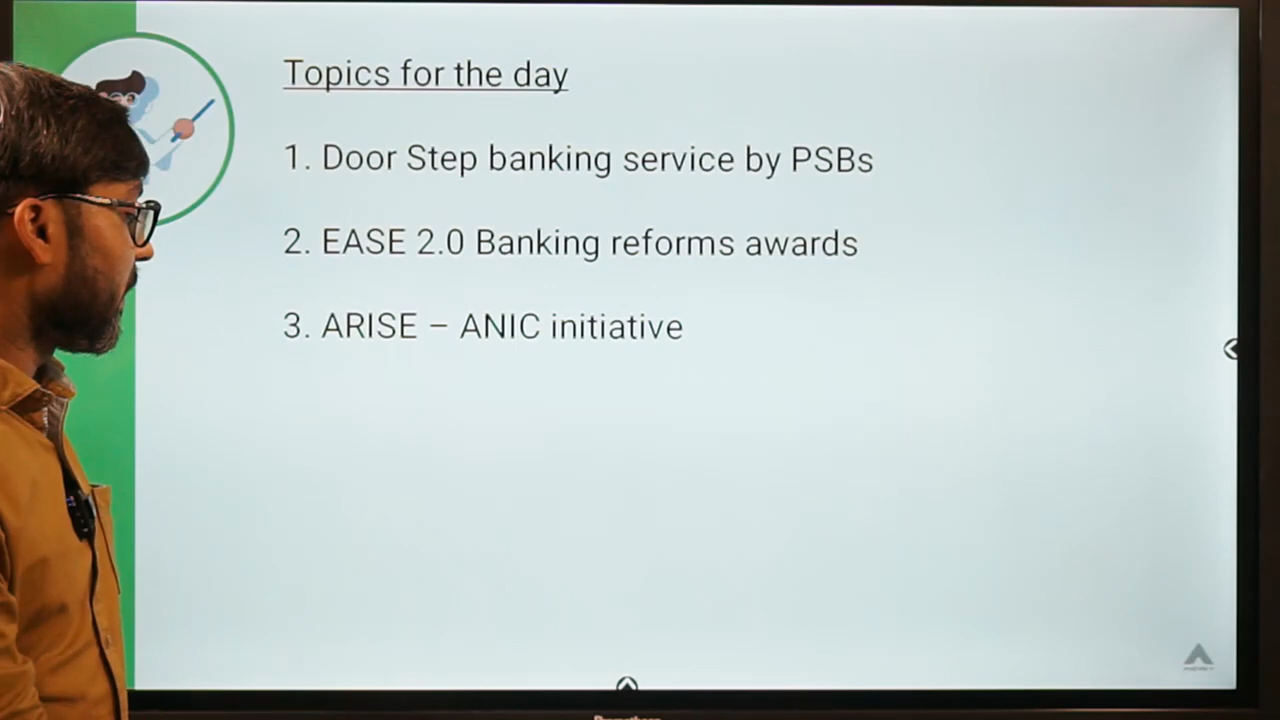 Topics for the day
1. Door Step banking service by PSBs
2. EASE 2.0 Banking reforms awards
3. ARISE – ANIC initiative